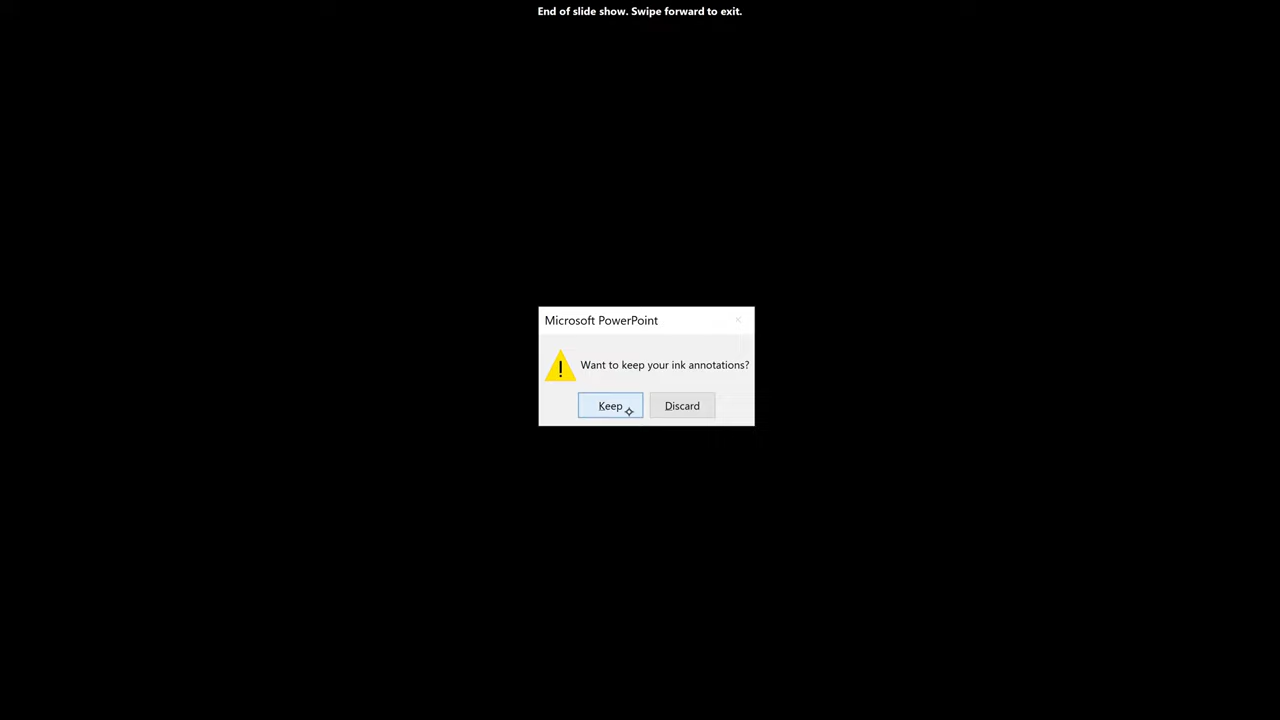 End of slide show. Swipe forward to exit.
Microsoft PowerPoint
Want to keep your ink annotations?
Keep Discard